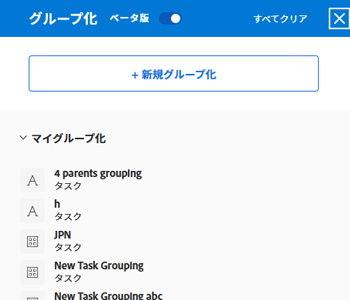 グループ化 ベータ版 すべてクリア
+ 新規グループ化
マイグループ化
4 parents grouping
タスク
h
タスク
JPN
タスク
New Task Grouping
タスク
New Task Grouping abc